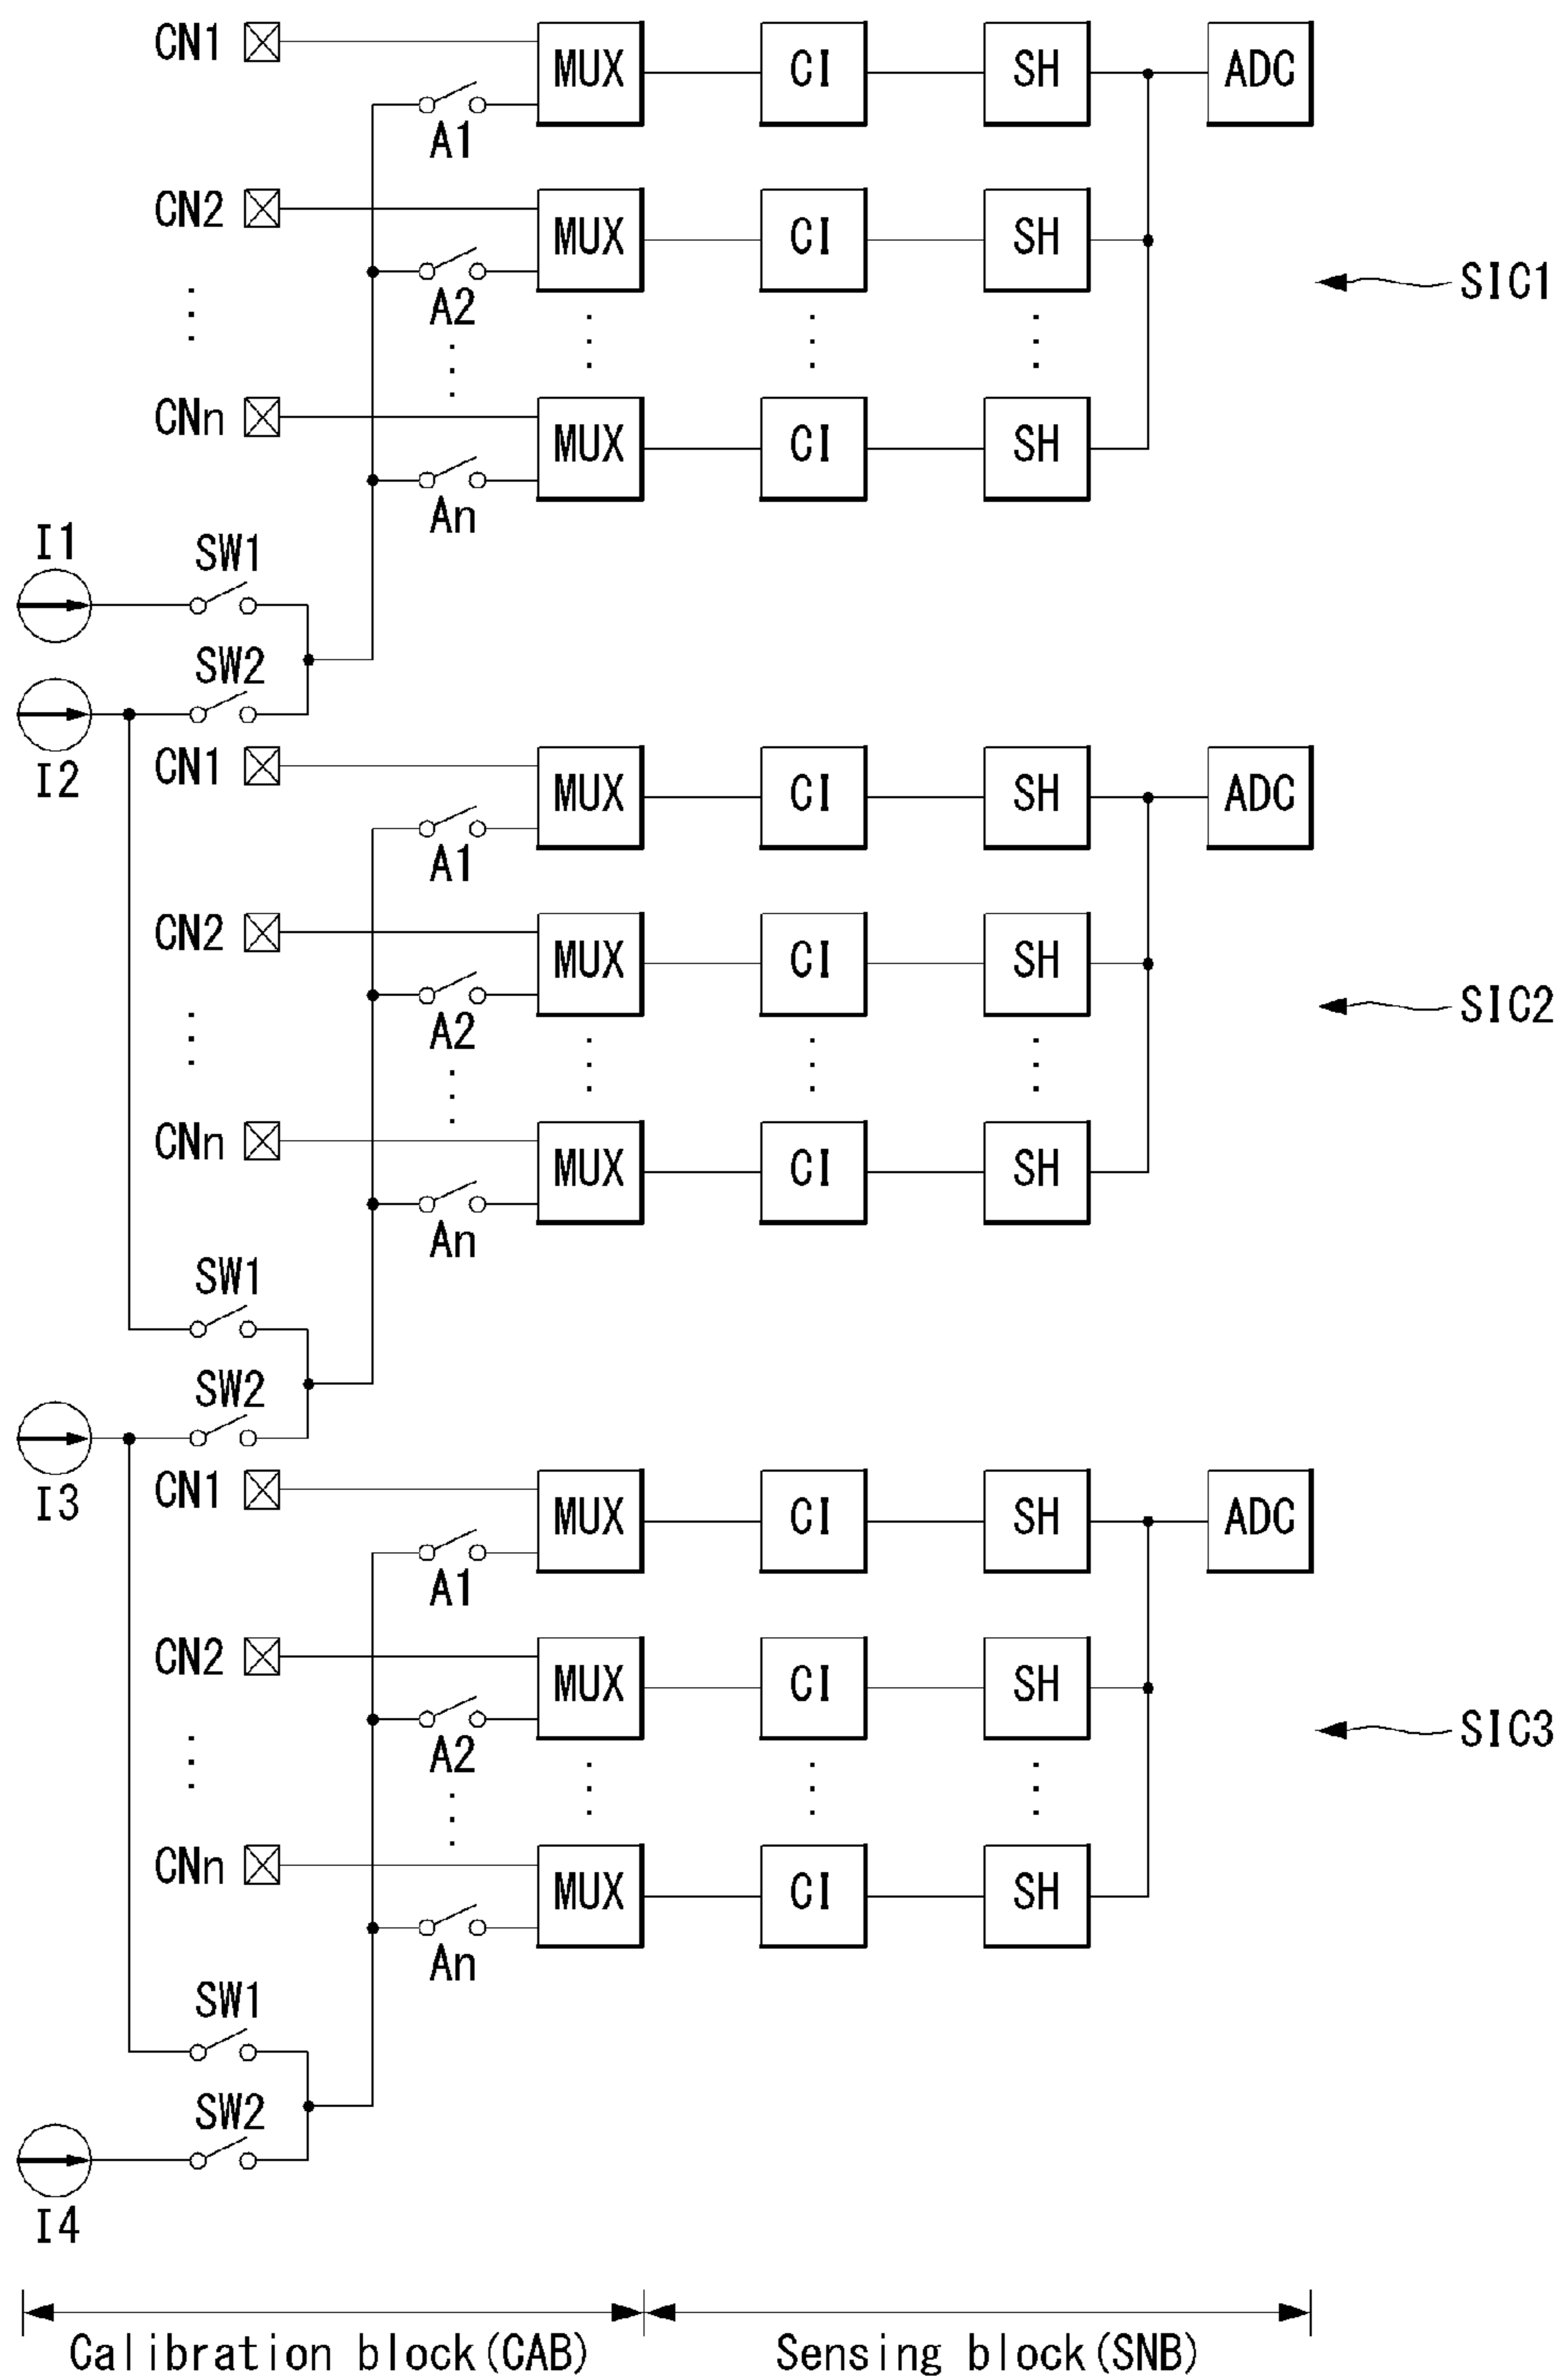 CN1 MUX CI SH ADC
A1
CN2 MUX CI SH
A2
SIC1
CNn MUX CI SH
An
I1 SW1
SW2
I2
CN1 MUX CI SH ADC
A1
CN2 MUX CI SH
A2
SIC2
CNn MUX CI SH
An
SW1
SW2
I3
CN1 MUX CI SH ADC
A1
CN2 MUX CI SH
A2
SIC3
CNn MUX CI SH
An
SW1
SW2
I4
Calibration block(CAB) Sensing block(SNB)